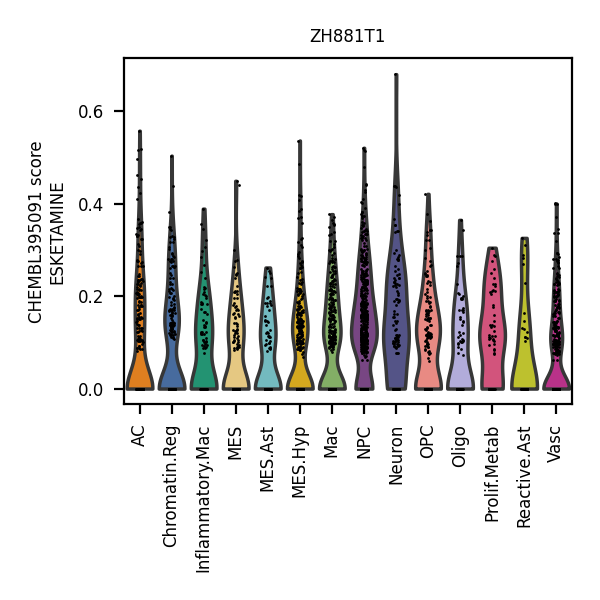 ZH881T1
CHEMBL395091 score
ESKETAMINE
0.6
0.4
0.2
0.0
AC
Chromatin.Reg
Inflammatory.Mac
MES
MES.Ast
MES.Hyp
Mac
NPC
Neuron
OPC
Oligo
Prolif.Metab
Reactive.Ast
Vasc